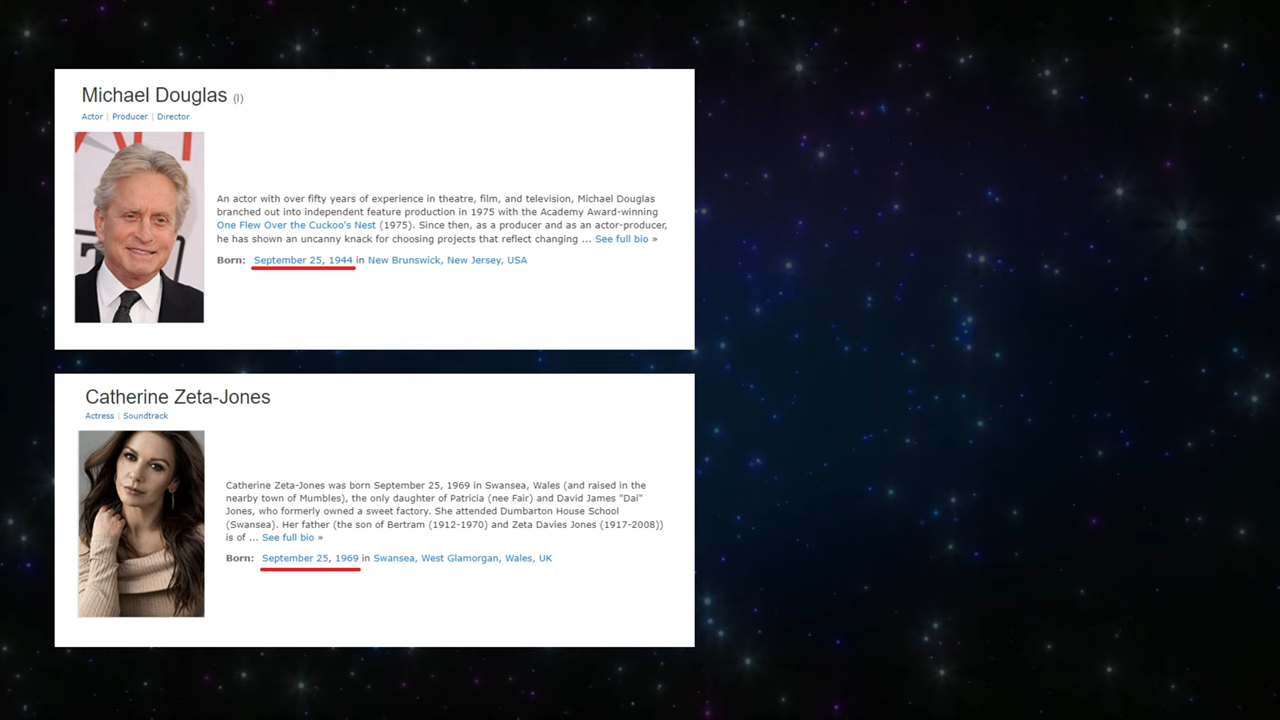 Michael Douglas (I)
Actor | Producer | Director
An actor with over fifty years of experience in theatre, film, and television, Michael Douglas
branched out into independent feature production in 1975 with the Academy Award-winning
One Flew Over the Cuckoo's Nest (1975). Since then, as a producer and as an actor-producer,
he has shown an uncanny knack for choosing projects that reflect changing ... See full bio »
Born: September 25, 1944 in New Brunswick, New Jersey, USA
Catherine Zeta-Jones
Actress | Soundtrack
Catherine Zeta-Jones was born September 25, 1969 in Swansea, Wales (and raised in the
nearby town of Mumbles), the only daughter of Patricia (nee Fair) and David James "Dai"
Jones, who formerly owned a sweet factory. She attended Dumbarton House School
(Swansea). Her father (the son of Bertram (1912-1970) and Zeta Davies Jones (1917-2008))
is of ... See full bio »
Born: September 25, 1969 in Swansea, West Glamorgan, Wales, UK